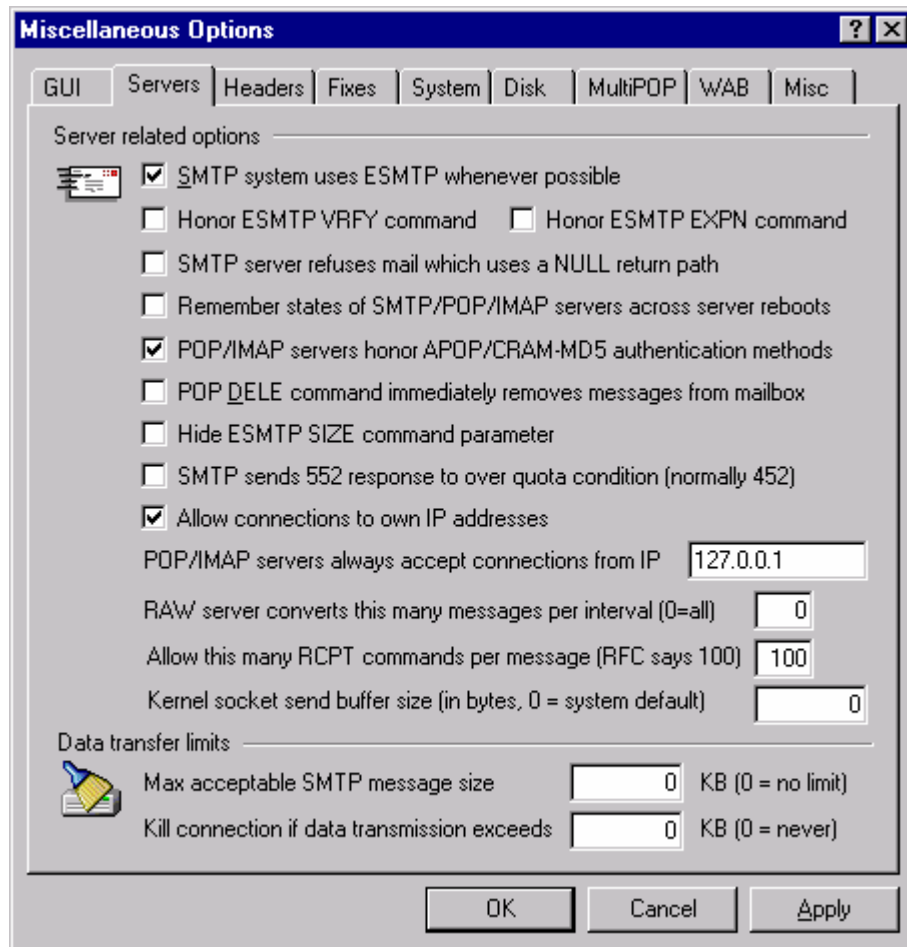 Miscellaneous Options
GUI Servers Headers Fixes System Disk MultiPOP WAB Misc
Server related options
SMTP system uses ESMTP whenever possible
Honor ESMTP VRFY command Honor ESMTP EXPN command
SMTP server refuses mail which uses a NULL return path
Remember states of SMTP/POP/IMAP servers across server reboots
POP/IMAP servers honor APOP/CRAM-MD5 authentication methods
POP DELE command immediately removes messages from mailbox
Hide ESMTP SIZE command parameter
SMTP sends 552 response to over quota condition (normally 452)
Allow connections to own IP addresses
POP/IMAP servers always accept connections from IP 127.0.0.1
RAW server converts this many messages per interval (0=all) 0
Allow this many RCPT commands per message (RFC says 100) 100
Kernel socket send buffer size (in bytes, 0 = system default) 0
Data transfer limits
Max acceptable SMTP message size 0 KB (0 = no limit)
Kill connection if data transmission exceeds 0 KB (0 = never)
OK Cancel Apply